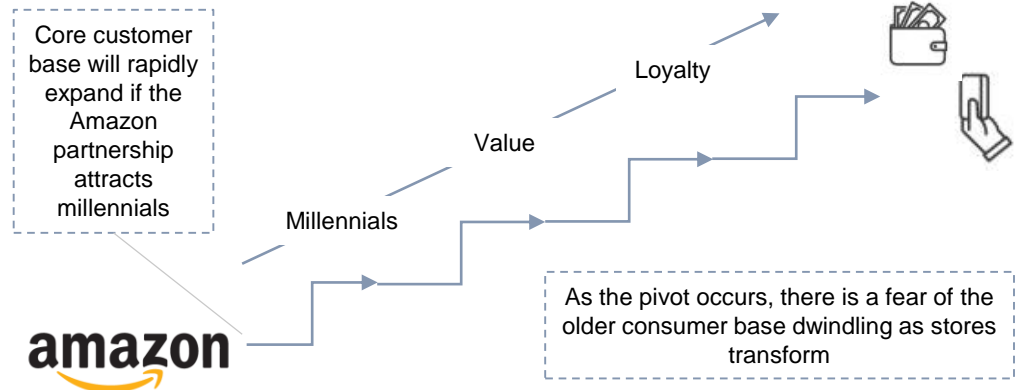 Core customer
base will rapidly
expand if the
Amazon
partnership
attracts
millennials
Loyalty
Value
Millennials
As the pivot occurs, there is a fear of the
older consumer base dwindling as stores
transform
amazon